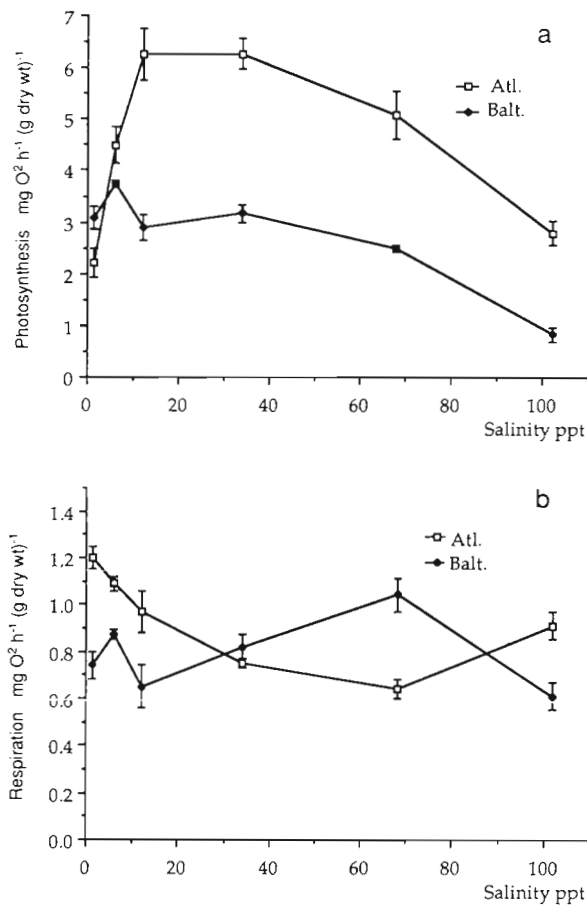 a
7
6
5
4
3
2
1
0
Photosynthesis mg O² h⁻¹ (g dry wt)⁻¹
Atl.
Balt.
0 20 40 60 80 100
Salinity ppt
b
1.4
1.2
1.0
0.8
0.6
0.4
0.2
0.0
Respiration mg O² h⁻¹ (g dry wt)⁻¹
Atl.
Balt.
0 20 40 60 80 100
Salinity ppt